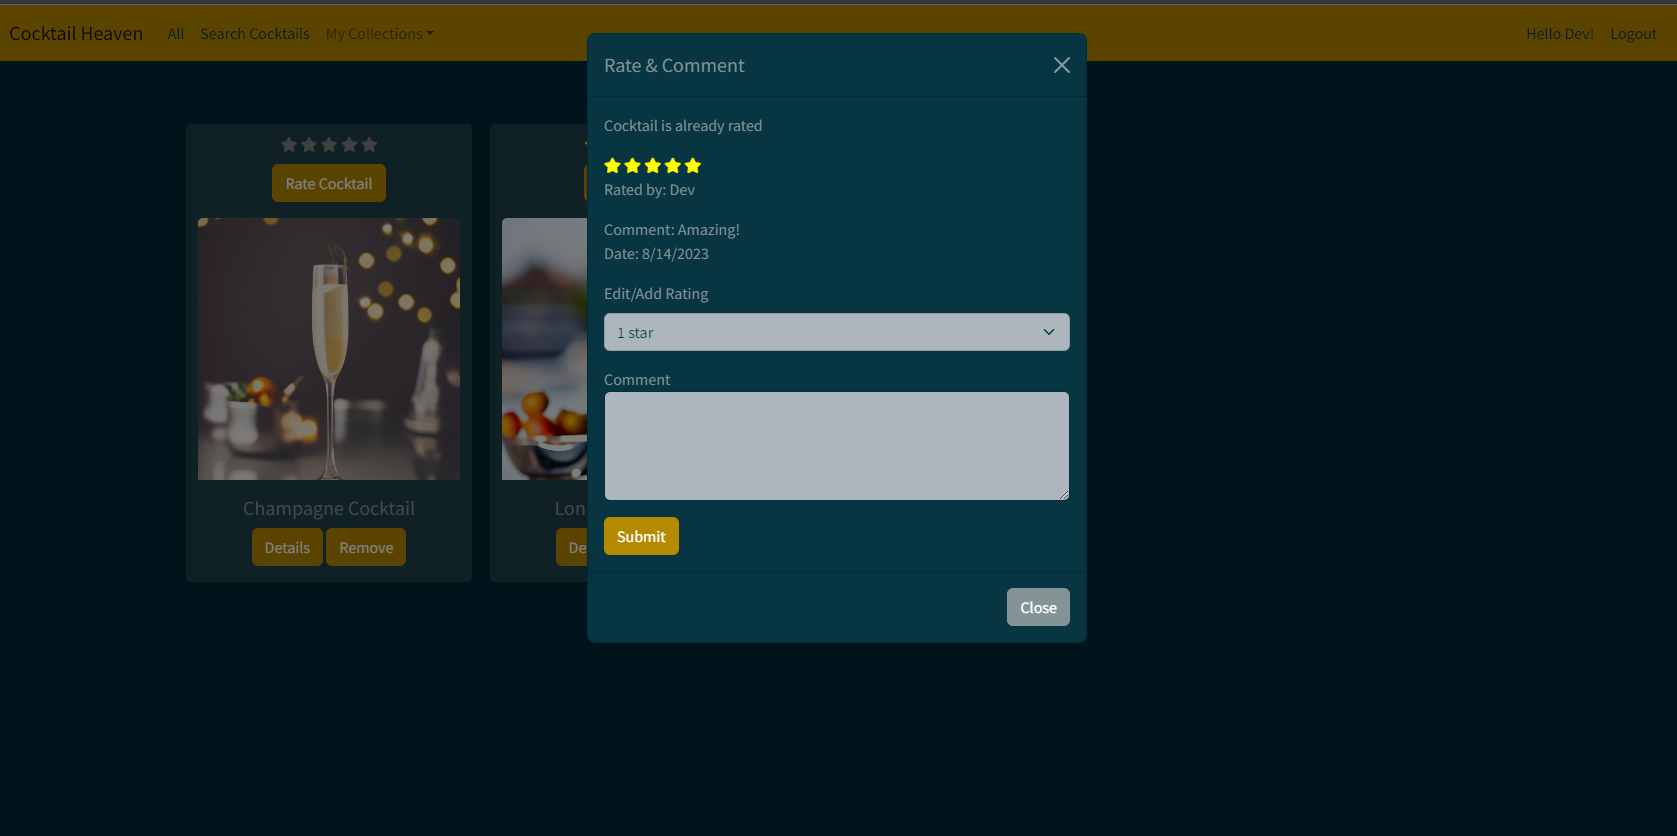 Cocktail Heaven All Search Cocktails My Collections Hello Dev! Logout
Rate & Comment
Cocktail is already rated
Rated by: Dev
Comment: Amazing!
Date: 8/14/2023
Edit/Add Rating
1 star
Comment
Submit
Close
Rate Cocktail
Champagne Cocktail
Details Remove
Lon
De